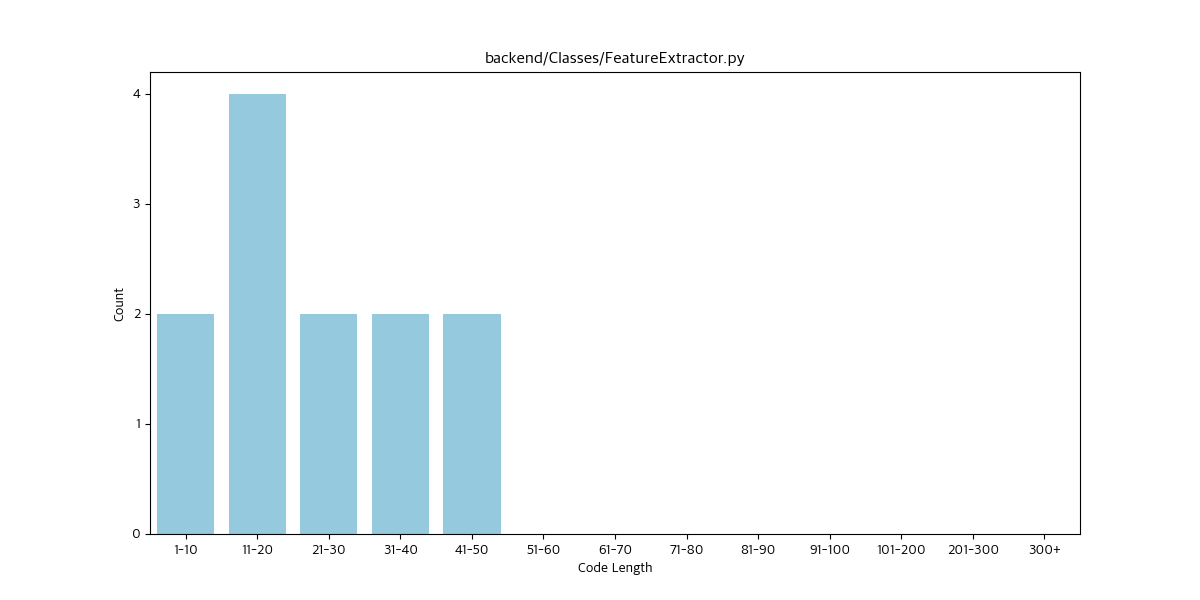 backend/Classes/FeatureExtractor.py
4
3
2
1
0
Count
1-10 11-20 21-30 31-40 41-50 51-60 61-70 71-80 81-90 91-100 101-200 201-300 300+
Code Length